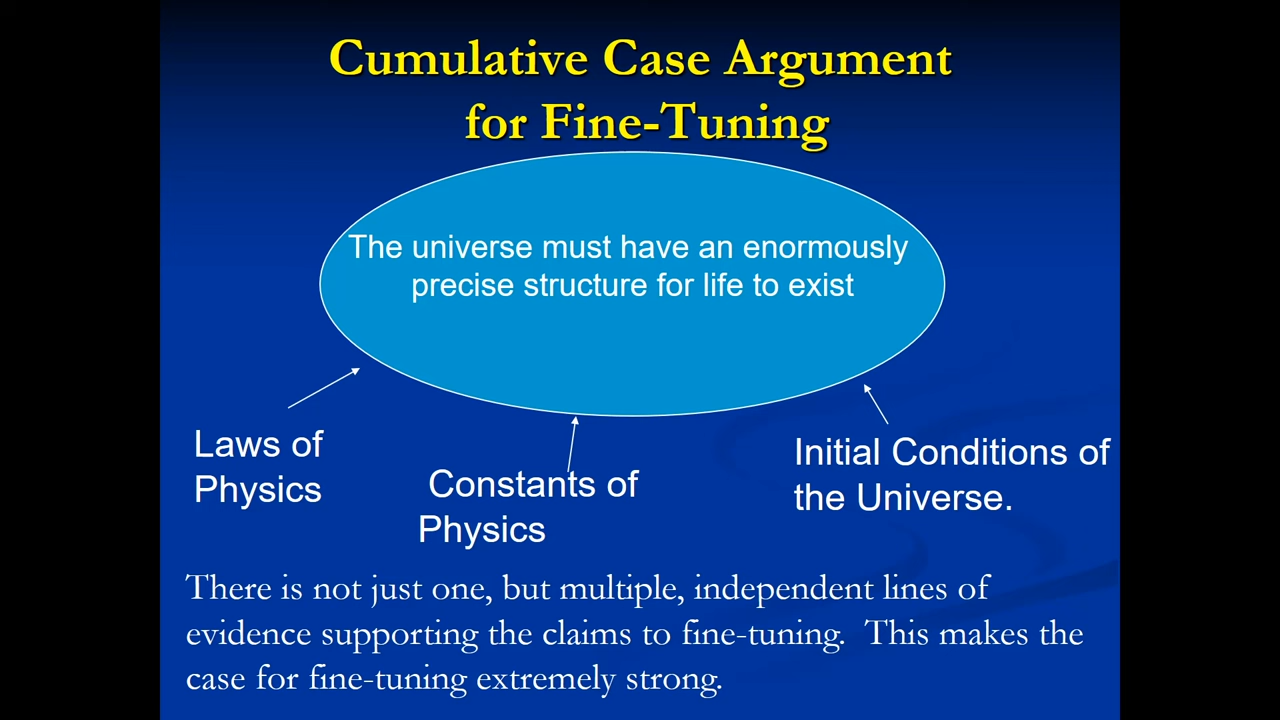 Cumulative Case Argument
for Fine-Tuning
The universe must have an enormously
precise structure for life to exist
Laws of
Physics
Constants of
Physics
Initial Conditions of
the Universe.
There is not just one, but multiple, independent lines of
evidence supporting the claims to fine-tuning.  This makes the
case for fine-tuning extremely strong.